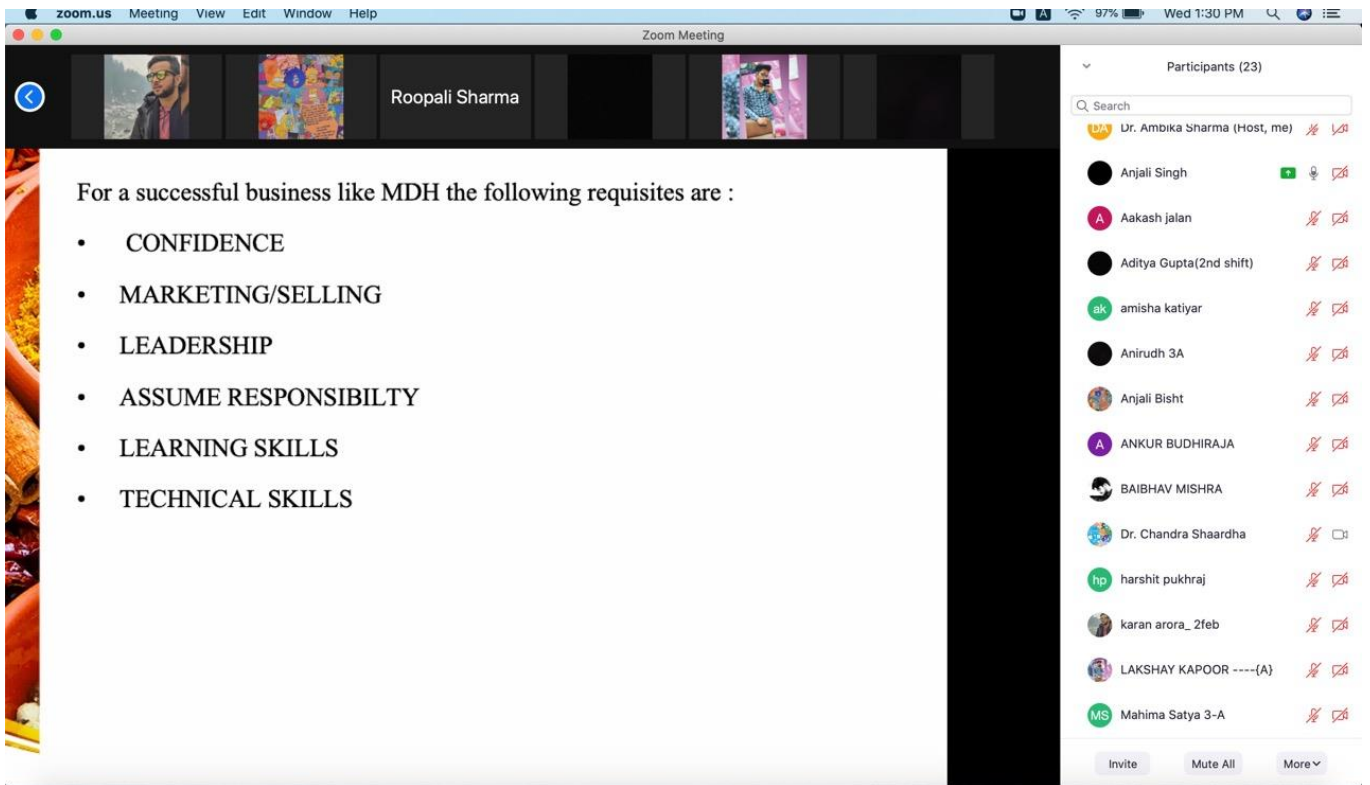 zoom.us Meeting View Edit Window Help 97% Wed 1:30 PM
Zoom Meeting
Roopali Sharma
For a successful business like MDH the following requisites are :
• CONFIDENCE
• MARKETING/SELLING
• LEADERSHIP
• ASSUME RESPONSIBILTY
• LEARNING SKILLS
• TECHNICAL SKILLS
Participants (23)
Search
DA Dr. Ambika Sharma (Host, me)
Anjali Singh
A Aakash jalan
Aditya Gupta(2nd shift)
ak amisha katiyar
Anirudh 3A
Anjali Bisht
A ANKUR BUDHIRAJA
BAIBHAV MISHRA
Dr. Chandra Shaardha
hp harshit pukhraj
karan arora_ 2feb
LAKSHAY KAPOOR ----{A}
MS Mahima Satya 3-A
Invite Mute All More